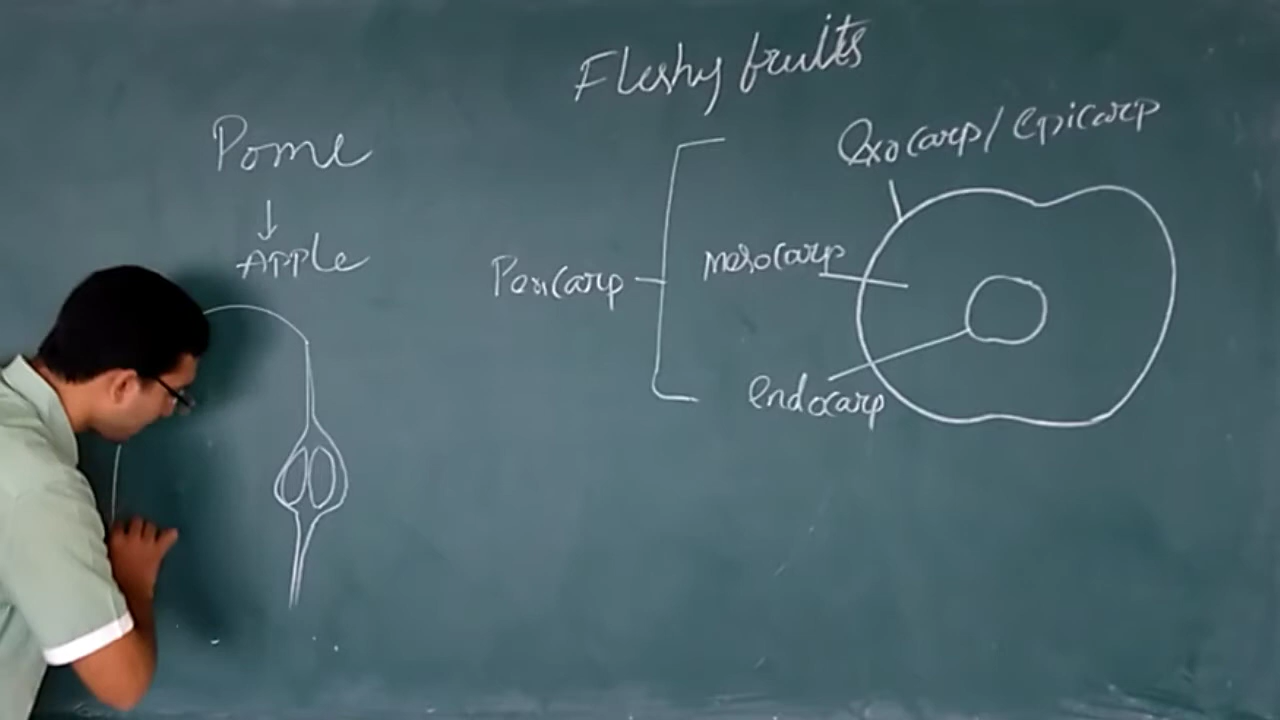 Fleshy fruits
Pome
↓
Apple
Exocarp/epicarp
Pericarp
mesocarp
endocarp